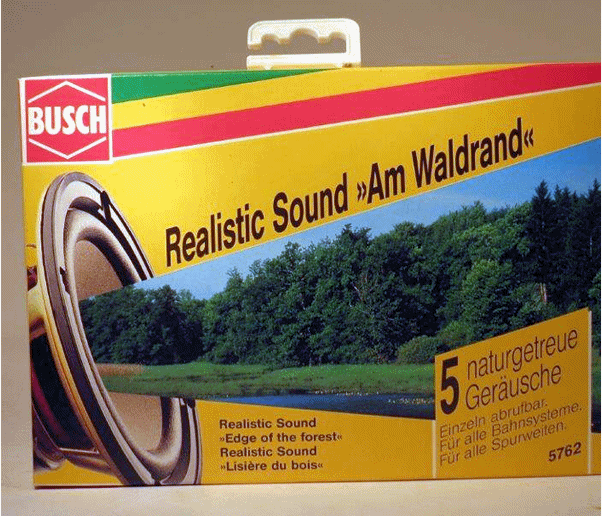 BUSCH
Realistic Sound »Am Waldrand«
5 naturgetreue
Geräusche
Einzeln abrufbar.
Für alle Bahnsysteme.
Für alle Spurweiten.
5762
Realistic Sound
»Edge of the forest«
Realistic Sound
»Lisière du bois«